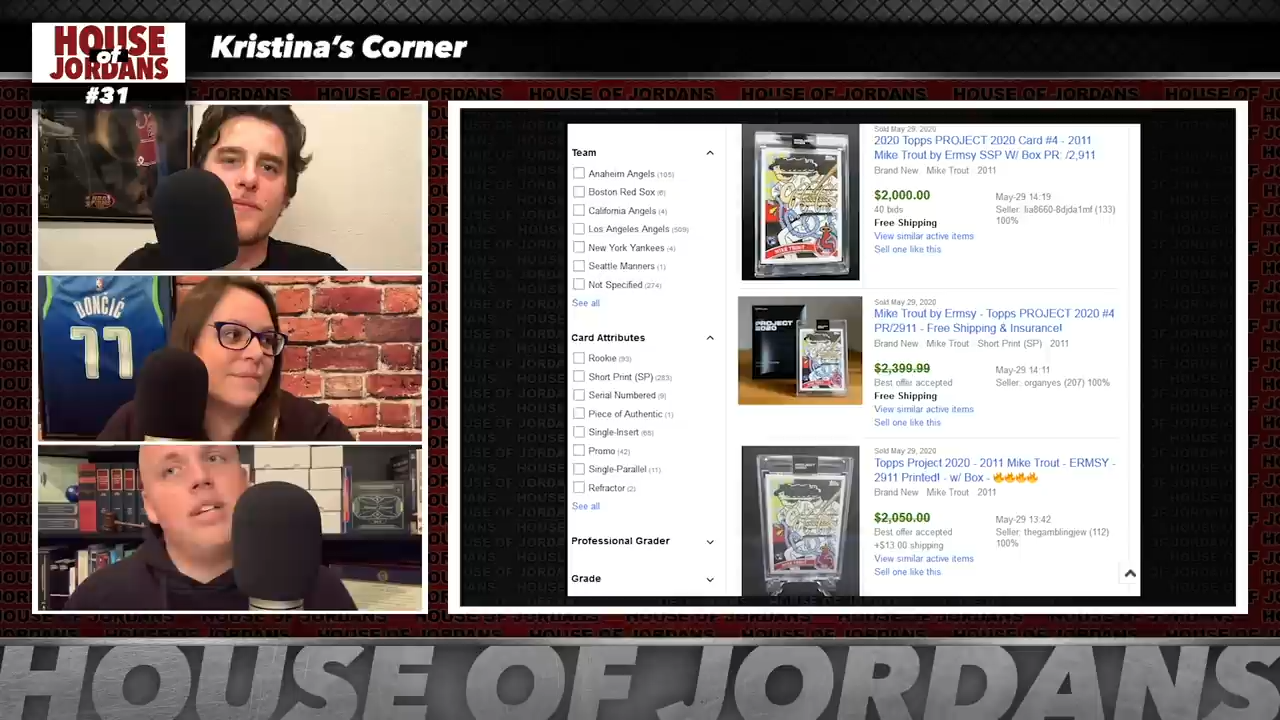 HOUSE
of
JORDANS
#31
Kristina's Corner
DONČIĆ
77
Team
Anaheim Angels (105)
Boston Red Sox (6)
California Angels (4)
Los Angeles Angels (509)
New York Yankees (4)
Seattle Mariners (1)
Not Specified (274)
See all
Card Attributes
Rookie (93)
Short Print (SP) (283)
Serial Numbered (9)
Piece of Authentic (1)
Single-Insert (65)
Promo (42)
Single-Parallel (11)
Refractor (2)
See all
Professional Grader
Grade
Sold May 29, 2020
2020 Topps PROJECT 2020 Card #4 - 2011
Mike Trout by Ermsy SSP W/ Box PR: /2,911
Brand New Mike Trout 2011
$2,000.00
40 bids
Free Shipping
View similar active items
Sell one like this
May-29 14:19
Seller: lia8660-8djda1mf (133)
100%
Sold May 29, 2020
Mike Trout by Ermsy - Topps PROJECT 2020 #4
PR/2911 - Free Shipping & Insurance!
Brand New Mike Trout Short Print (SP) 2011
$2,399.99
Best offer accepted
Free Shipping
View similar active items
Sell one like this
May-29 14:11
Seller: organyes (207) 100%
PROJECT
2020
Sold May 29, 2020
Topps Project 2020 - 2011 Mike Trout - ERMSY -
2911 Printed! - w/ Box - 🔥🔥🔥🔥
Brand New Mike Trout 2011
$2,050.00
Best offer accepted
+$13.00 shipping
View similar active items
Sell one like this
May-29 13:42
Seller: thegamblingjew (112)
100%
HOUSE OF JORDANS